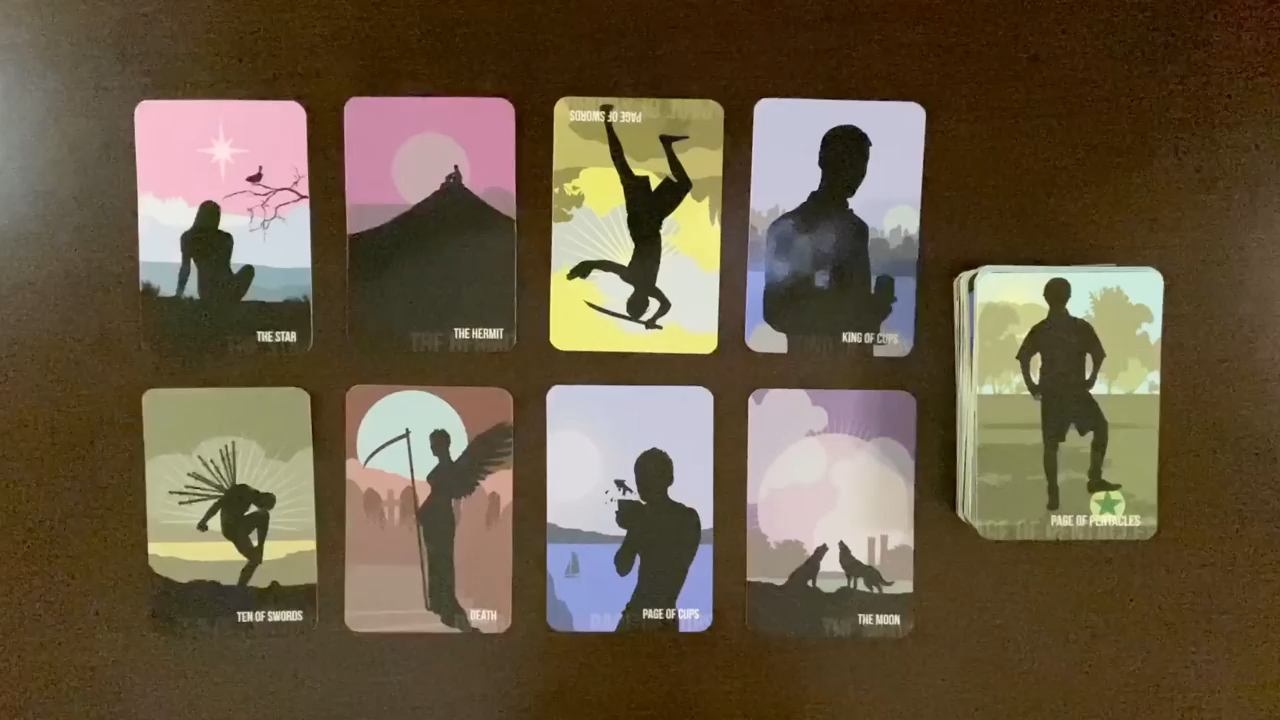 THE STAR
THE HERMIT
PAGE OF SWORDS
KING OF CUPS
TEN OF SWORDS
DEATH
PAGE OF CUPS
THE MOON
PAGE OF PENTACLES